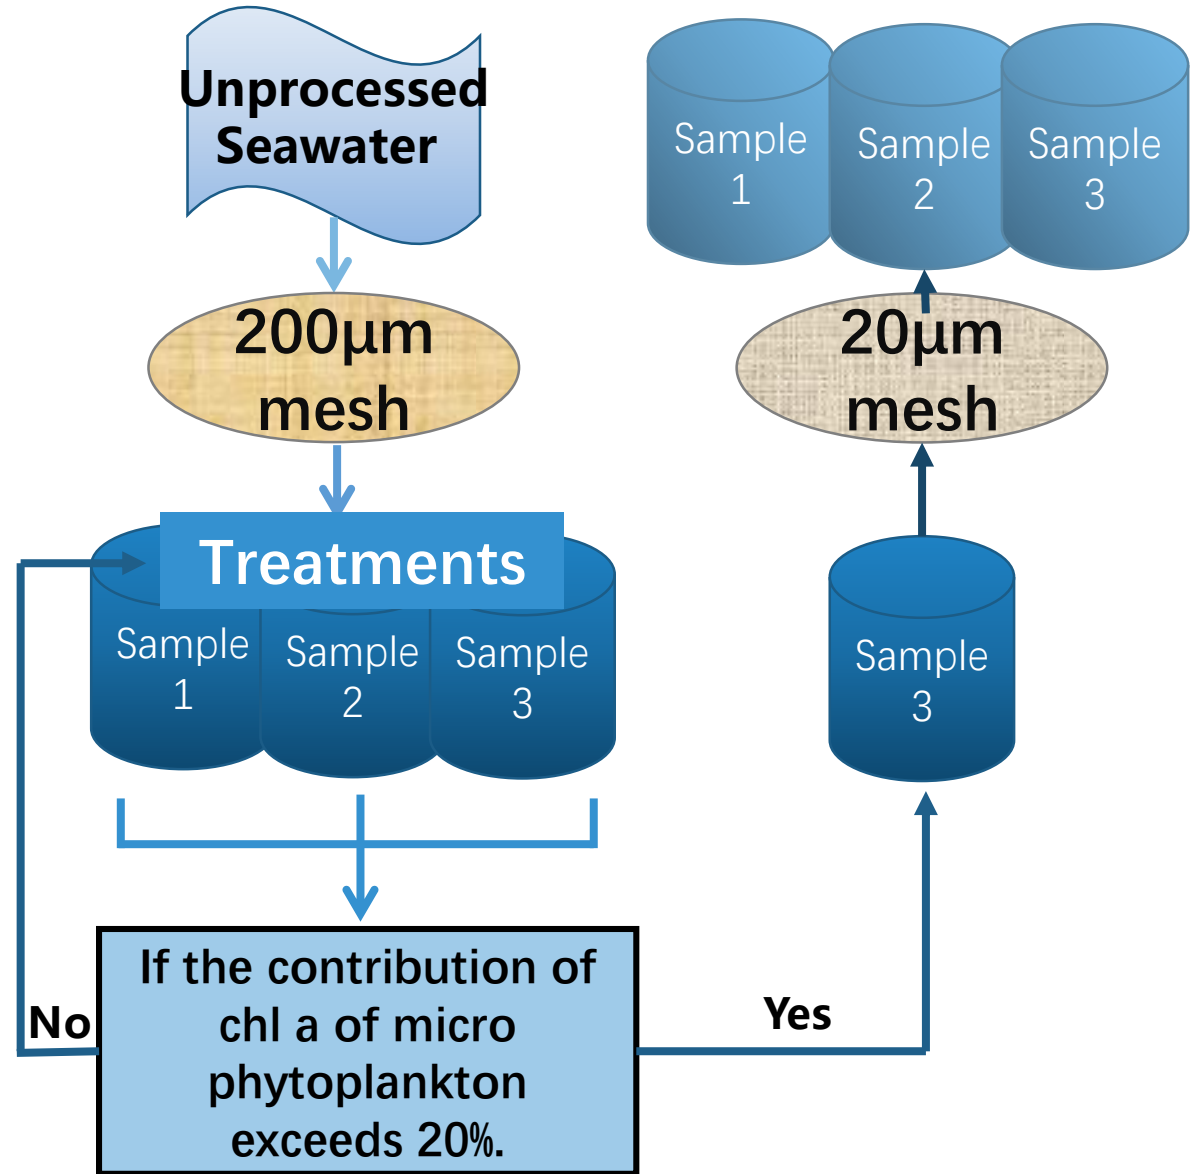 Unprocessed
Seawater
200μm
mesh
Treatments
Sample
1
Sample
2
Sample
3
If the contribution of
chl a of micro
phytoplankton
exceeds 20%.
No
Yes
Sample
3
20μm
mesh
Sample
1
Sample
2
Sample
3